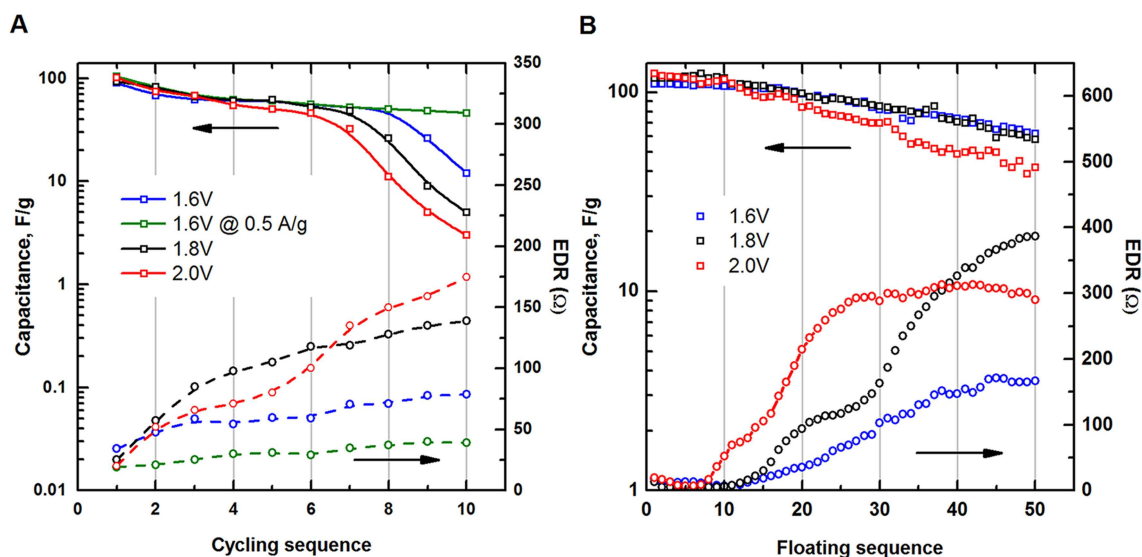 A
Capacitance, F/g
100
10
1
0.1
0.01
1.6V
1.6V @ 0.5 A/g
1.8V
2.0V
350
300
250
200
150
100
50
0
EDR (Ω)
0 2 4 6 8 10
Cycling sequence
B
Capacitance, F/g
100
10
1
1.6V
1.8V
2.0V
600
500
400
300
200
100
0
EDR (Ω)
0 10 20 30 40 50
Floating sequence